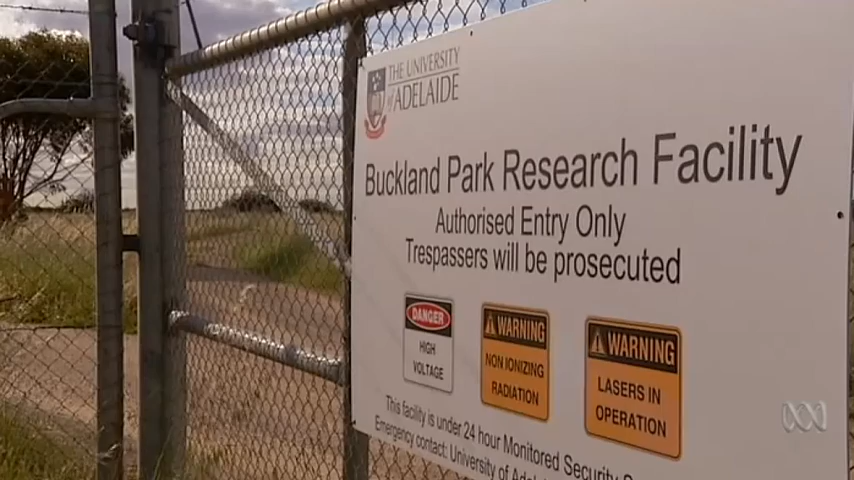 THE UNIVERSITY
of ADELAIDE
Buckland Park Research Facility
Authorised Entry Only
Trespassers will be prosecuted
DANGER
HIGH
VOLTAGE
WARNING
NON IONIZING
RADIATION
WARNING
LASERS IN
OPERATION
This facility is under 24 hour Monitored Security
Emergency contact: University of